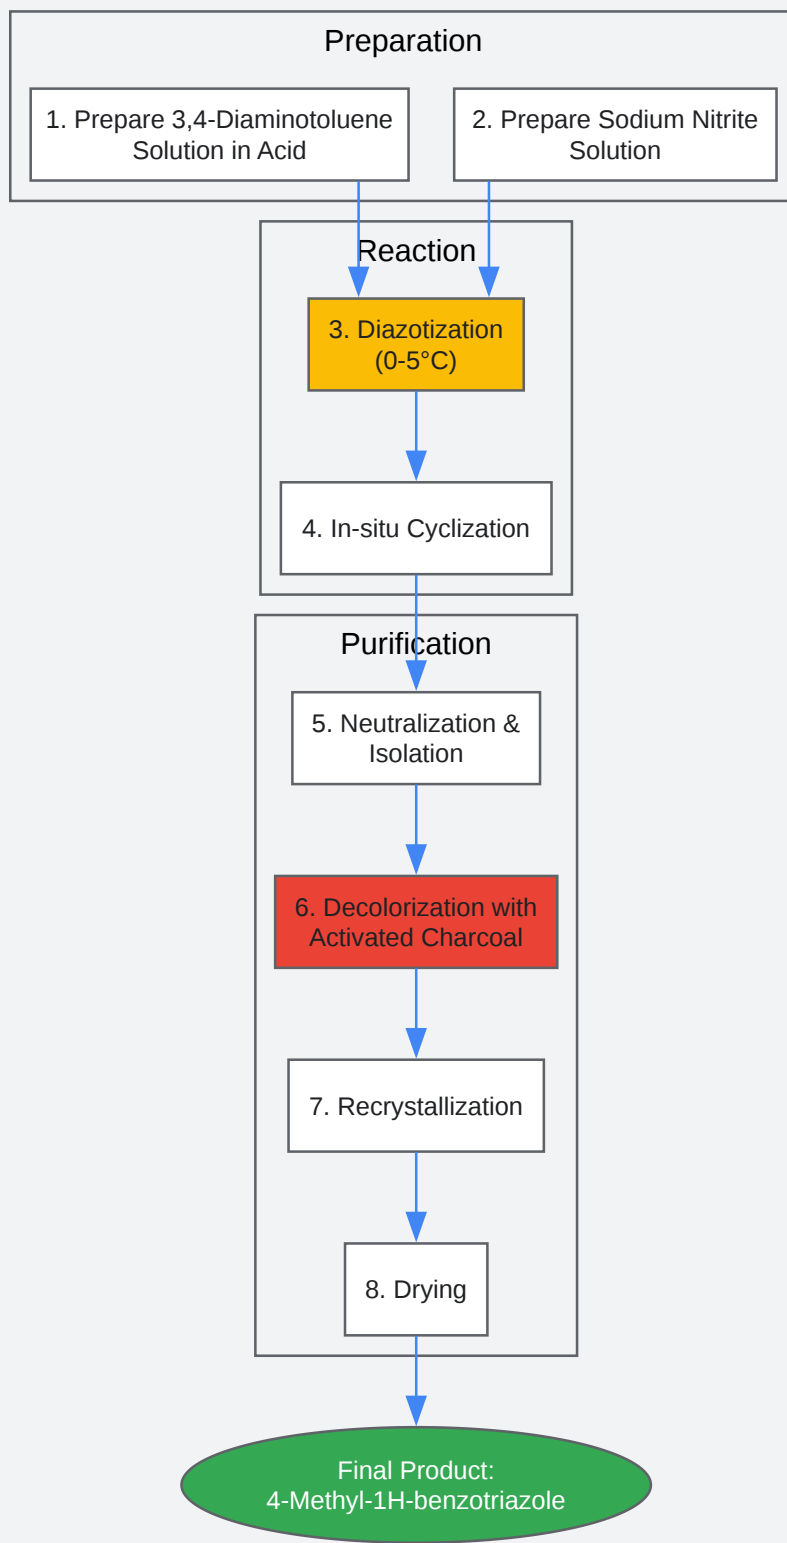 Preparation
1. Prepare 3,4-Diaminotoluene
Solution in Acid
2. Prepare Sodium Nitrite
Solution
Reaction
3. Diazotization
(0-5°C)
4. In-situ Cyclization
Purification
5. Neutralization &
Isolation
6. Decolorization with
Activated Charcoal
7. Recrystallization
8. Drying
Final Product:
4-Methyl-1H-benzotriazole